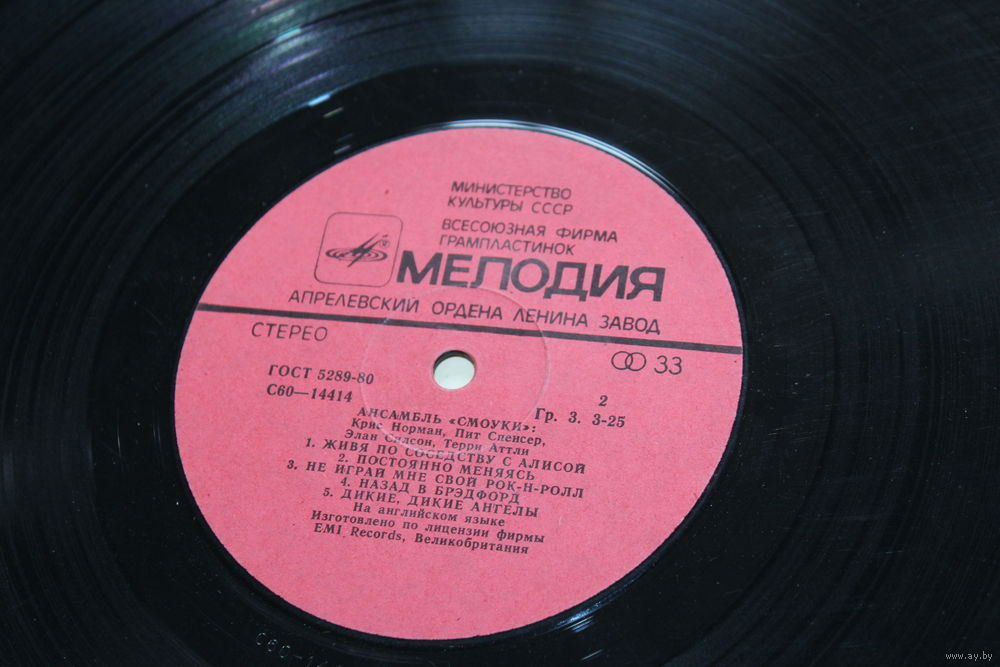 МИНИСТЕРСТВО
КУЛЬТУРЫ СССР
ВСЕСОЮЗНАЯ ФИРМА
ГРАМПЛАСТИНОК
МЕЛОДИЯ
АПРЕЛЕВСКИЙ ОРДЕНА ЛЕНИНА ЗАВОД
СТЕРЕО
33
ГОСТ 5289-80
С60—14414
2
Гр. 3. 3-25
АНСАМБЛЬ «СМОУКИ»:
Крис Норман, Пит Спенсер,
Элан Силсон, Терри Аттли
1. ЖИВЯ ПО СОСЕДСТВУ С АЛИСОЙ
2. ПОСТОЯННО МЕНЯЯСЬ
3. НЕ ИГРАЙ МНЕ СВОЙ РОК-Н-РОЛЛ
4. НАЗАД В БРЭДФОРД
5. ДИКИЕ, ДИКИЕ АНГЕЛЫ
На английском языке
Изготовлено по лицензии фирмы
EMI Records, Великобритания
www.ay.by